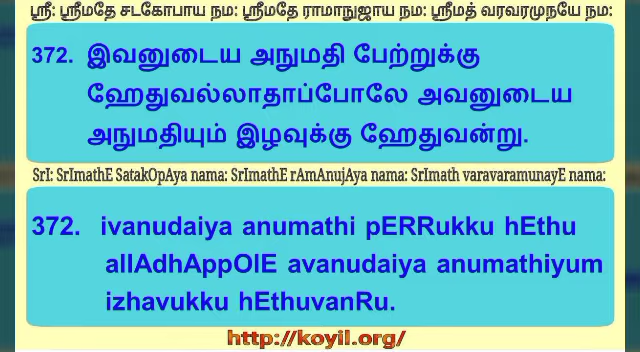 ஸ்ரீ: ஸ்ரீமதே சடகோபாய நம: ஸ்ரீமதே ராமாநுஜாய நம: ஸ்ரீமத் வரவரமுநயே நம:
372. இவனுடைய அநுமதி பேற்றுக்கு
ஹேதுவல்லாதாப்போலே அவனுடைய
அநுமதியும் இழவுக்கு ஹேதுவன்று.
SrI: SrImathE SatakOpAya nama: SrImathE rAmAnujAya nama: SrImath varavaramunayE nama:
372. ivanudaiya anumathi pERRukku hEthu
allAdhAppOlE avanudaiya anumathiyum
izhavukku hEthuvanRu.
http://koyil.org/